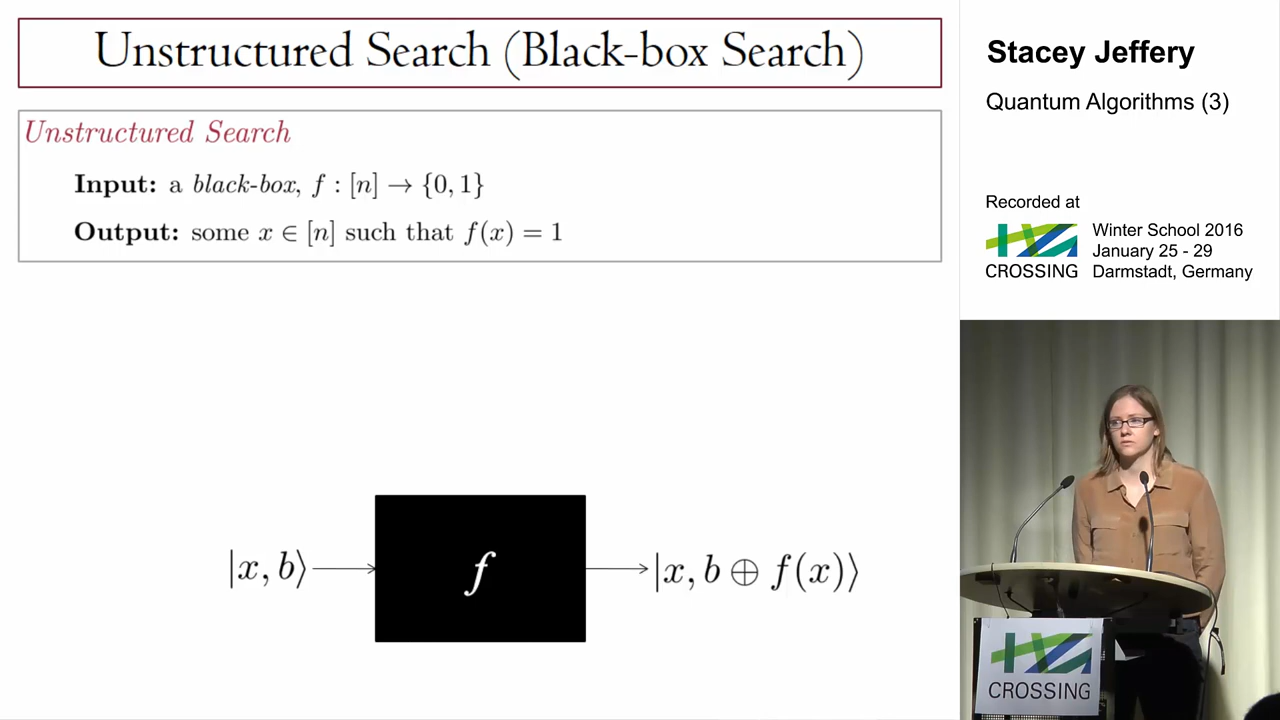 Unstructured Search (Black-box Search)
Unstructured Search
Input: a black-box, f : [n] → {0, 1}
Output: some x ∈ [n] such that f(x) = 1
|x, b⟩
f
|x, b ⊕ f(x)⟩
Stacey Jeffery
Quantum Algorithms (3)
Recorded at
CROSSING
Winter School 2016
January 25 - 29
Darmstadt, Germany
CROSSING